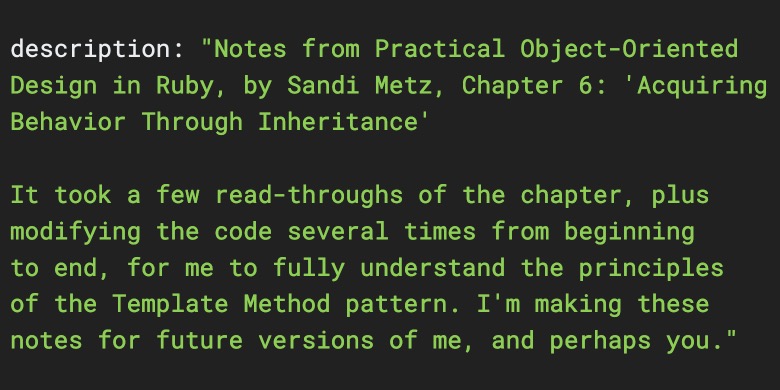 description: "Notes from Practical Object-Oriented
Design in Ruby, by Sandi Metz, Chapter 6: 'Acquiring
Behavior Through Inheritance'
It took a few read-throughs of the chapter, plus
modifying the code several times from beginning
to end, for me to fully understand the principles
of the Template Method pattern. I'm making these
notes for future versions of me, and perhaps you."